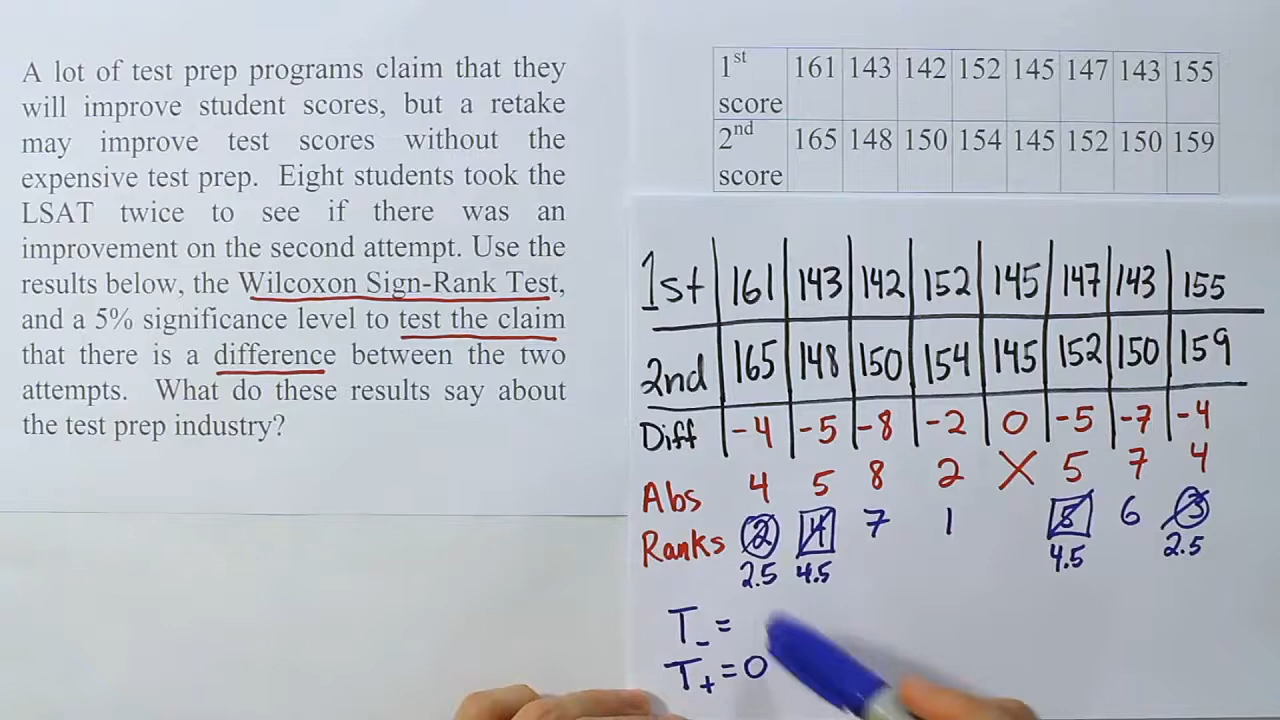 A lot of test prep programs claim that they
will improve student scores, but a retake
may improve test scores without the
expensive test prep. Eight students took the
LSAT twice to see if there was an
improvement on the second attempt. Use the
results below, the Wilcoxon Sign-Rank Test,
and a 5% significance level to test the claim
that there is a difference between the two
attempts. What do these results say about
the test prep industry?
1st score 161 143 142 152 145 147 143 155
2nd score 165 148 150 154 145 152 150 159
1st 161 143 142 152 145 147 143 155
2nd 165 148 150 154 145 152 150 159
Diff -4 -5 -8 -2 0 -5 -7 -4
Abs 4 5 8 2 X 5 7 4
Ranks 2 4 7 1 5 6 3
2.5 4.5 4.5 2.5
T- =
T+ = 0